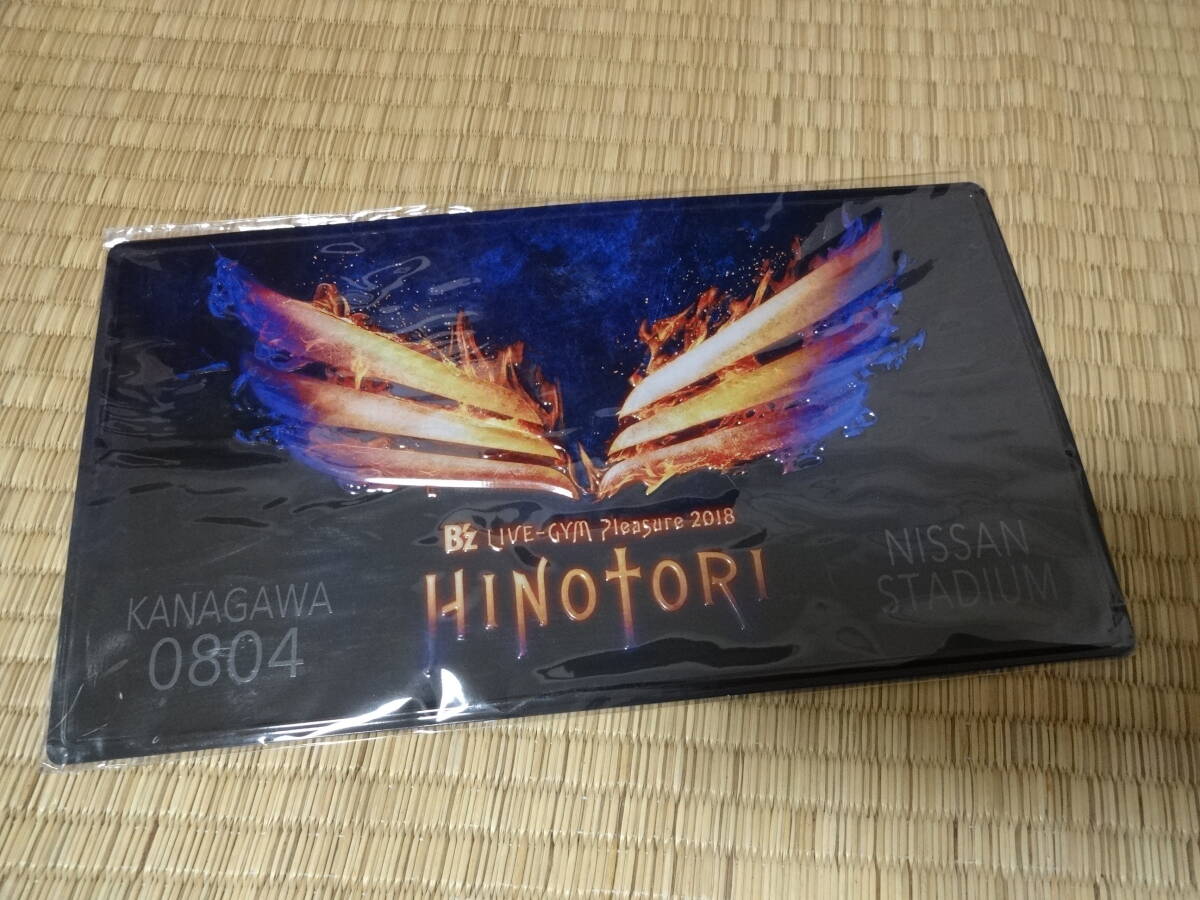 B'z LIVE-GYM Pleasure 2018
HINOTORI
KANAGAWA
0804
NISSAN
STADIUM